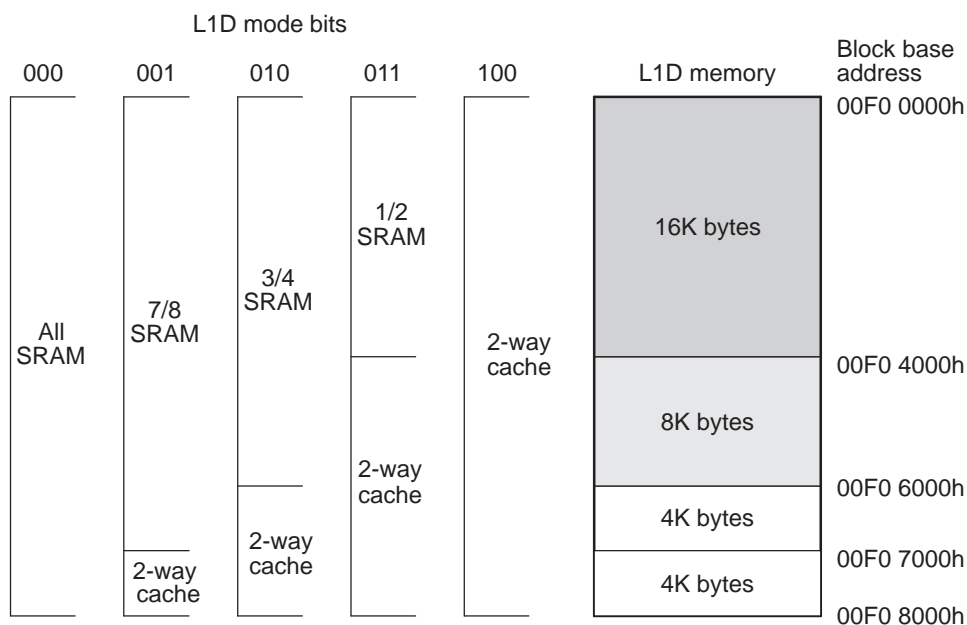 L1D mode bits
000
001
010
011
100
L1D memory
Block base
address
00F0 0000h
All
SRAM
7/8
SRAM
2-way
cache
3/4
SRAM
2-way
cache
1/2
SRAM
2-way
cache
2-way
cache
16K bytes
00F0 4000h
8K bytes
00F0 6000h
4K bytes
00F0 7000h
4K bytes
00F0 8000h